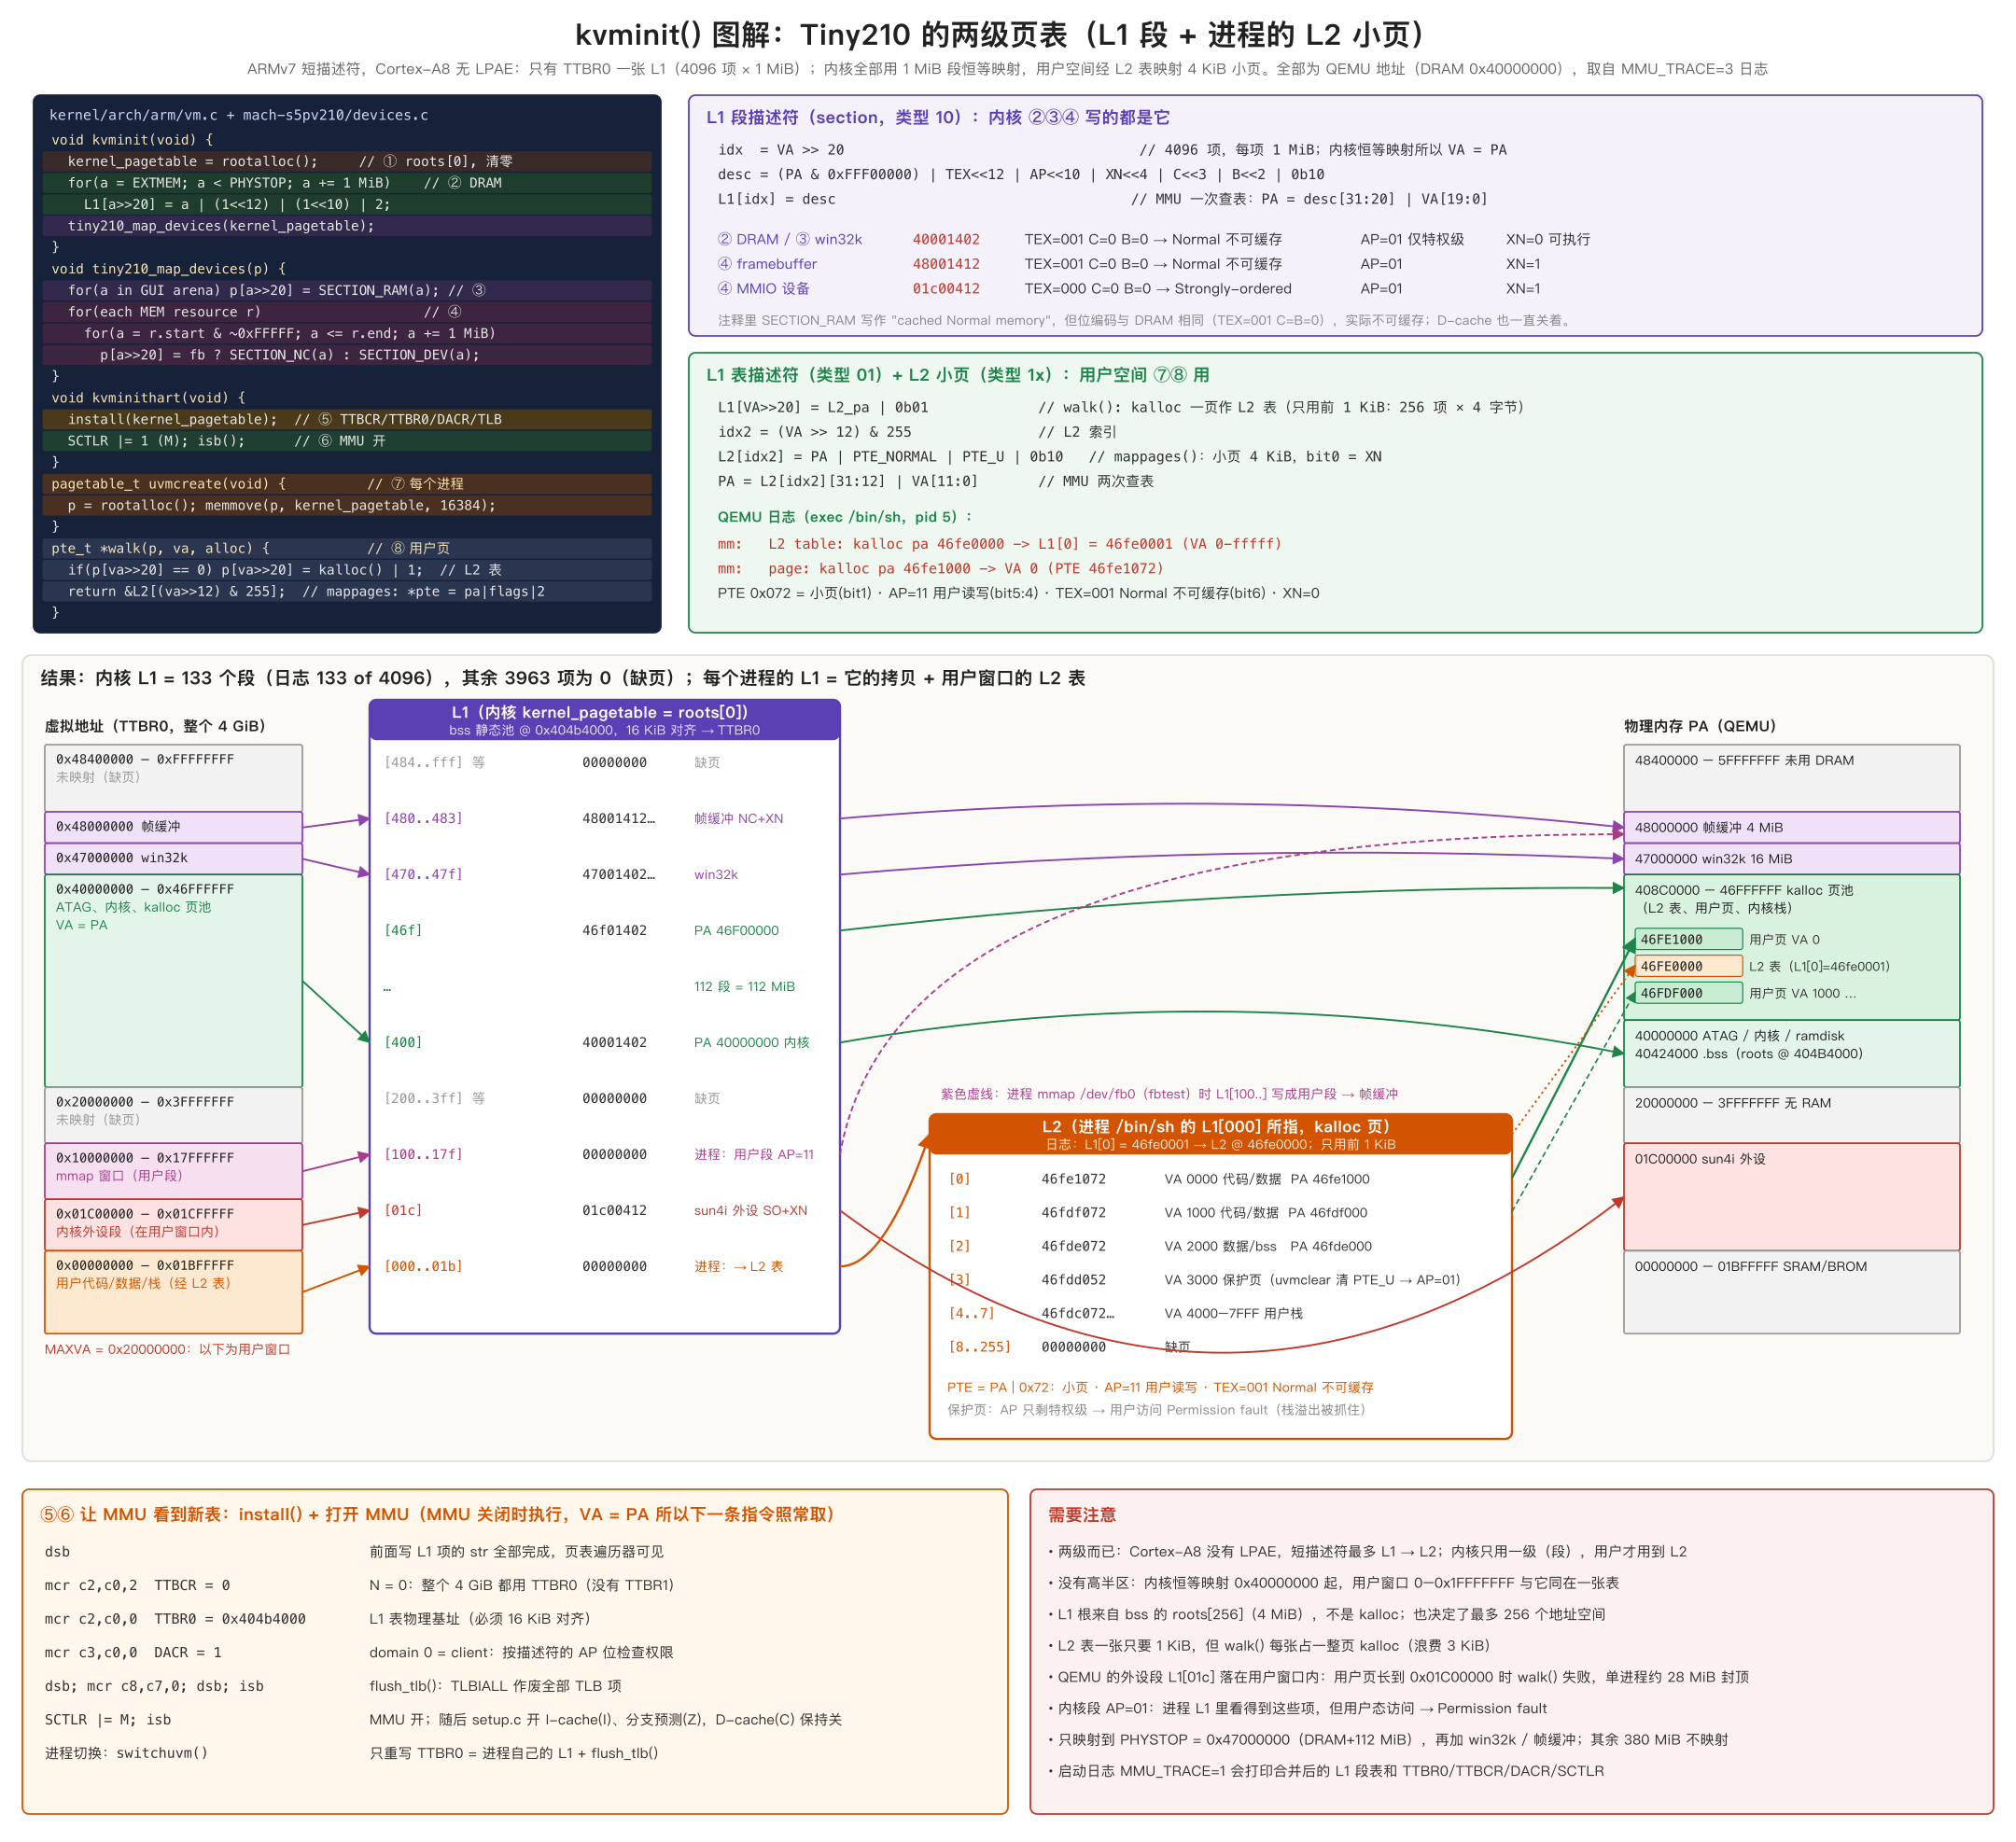 kvminit() 图解：Tiny210 的两级页表（L1 段 + 进程的 L2 小页）
ARMv7 短描述符，Cortex-A8 无 LPAE：只有 TTBR0 一张 L1（4096 项 × 1 MiB）；内核全部用 1 MiB 段恒等映射，用户空间经 L2 表映射 4 KiB 小页。全部为 QEMU 地址（DRAM 0x40000000），取自 MMU_TRACE=3 日志
kernel/arch/arm/vm.c + mach-s5pv210/devices.c
void kvminit(void) {
kernel_pagetable = rootalloc();     // ① roots[0], 清零
for(a = EXTMEM; a < PHYSTOP; a += 1 MiB)    // ② DRAM
L1[a>>20] = a | (1<<12) | (1<<10) | 2;
tiny210_map_devices(kernel_pagetable);
}
void tiny210_map_devices(p) {
for(a in GUI arena) p[a>>20] = SECTION_RAM(a); // ③
for(each MEM resource r)                    // ④
for(a = r.start & ~0xFFFFF; a <= r.end; a += 1 MiB)
p[a>>20] = fb ? SECTION_NC(a) : SECTION_DEV(a);
}
void kvminithart(void) {
install(kernel_pagetable);  // ⑤ TTBCR/TTBR0/DACR/TLB
SCTLR |= 1 (M); isb();      // ⑥ MMU 开
}
pagetable_t uvmcreate(void) {          // ⑦ 每个进程
p = rootalloc(); memmove(p, kernel_pagetable, 16384);
}
pte_t *walk(p, va, alloc) {            // ⑧ 用户页
if(p[va>>20] == 0) p[va>>20] = kalloc() | 1;  // L2 表
return &L2[(va>>12) & 255];  // mappages: *pte = pa|flags|2
}
L1 段描述符（section，类型 10）：内核 ②③④ 写的都是它
idx  = VA >> 20                                    // 4096 项，每项 1 MiB；内核恒等映射所以 VA = PA
desc = (PA & 0xFFF00000) | TEX<<12 | AP<<10 | XN<<4 | C<<3 | B<<2 | 0b10
L1[idx] = desc                                    // MMU 一次查表：PA = desc[31:20] | VA[19:0]
② DRAM / ③ win32k  40001402  TEX=001 C=0 B=0 → Normal 不可缓存  AP=01 仅特权级  XN=0 可执行
④ framebuffer  48001412  TEX=001 C=0 B=0 → Normal 不可缓存  AP=01  XN=1
④ MMIO 设备  01c00412  TEX=000 C=0 B=0 → Strongly-ordered  AP=01  XN=1
注释里 SECTION_RAM 写作 "cached Normal memory"，但位编码与 DRAM 相同（TEX=001 C=B=0），实际不可缓存；D-cache 也一直关着。
L1 表描述符（类型 01）+ L2 小页（类型 1x）：用户空间 ⑦⑧ 用
L1[VA>>20] = L2_pa | 0b01             // walk()：kalloc 一页作 L2 表（只用前 1 KiB：256 项 × 4 字节）
idx2 = (VA >> 12) & 255               // L2 索引
L2[idx2] = PA | PTE_NORMAL | PTE_U | 0b10   // mappages()：小页 4 KiB，bit0 = XN
PA = L2[idx2][31:12] | VA[11:0]       // MMU 两次查表
QEMU 日志（exec /bin/sh，pid 5）：
mm:   L2 table: kalloc pa 46fe0000 -> L1[0] = 46fe0001 (VA 0-fffff)
mm:   page: kalloc pa 46fe1000 -> VA 0 (PTE 46fe1072)
PTE 0x072 = 小页(bit1) · AP=11 用户读写(bit5:4) · TEX=001 Normal 不可缓存(bit6) · XN=0
结果：内核 L1 = 133 个段（日志 133 of 4096），其余 3963 项为 0（缺页）；每个进程的 L1 = 它的拷贝 + 用户窗口的 L2 表
虚拟地址（TTBR0，整个 4 GiB）
0x48400000 – 0xFFFFFFFF
未映射（缺页）
0x48000000 帧缓冲
0x47000000 win32k
0x40000000 – 0x46FFFFFF
ATAG、内核、kalloc 页池
VA = PA
0x20000000 – 0x3FFFFFFF
未映射（缺页）
0x10000000 – 0x17FFFFFF
mmap 窗口（用户段）
0x01C00000 – 0x01CFFFFF
内核外设段（在用户窗口内）
0x00000000 – 0x01BFFFFF
用户代码/数据/栈（经 L2 表）
MAXVA = 0x20000000：以下为用户窗口
L1（内核 kernel_pagetable = roots[0]）
bss 静态池 @ 0x404b4000，16 KiB 对齐 → TTBR0
[484..fff] 等  00000000  缺页
[480..483]  48001412…  帧缓冲 NC+XN
[470..47f]  47001402…  win32k
[46f]  46f01402  PA 46F00000
…  112 段 = 112 MiB
[400]  40001402  PA 40000000 内核
[200..3ff] 等  00000000  缺页
[100..17f]  00000000  进程：用户段 AP=11
[01c]  01c00412  sun4i 外设 SO+XN
[000..01b]  00000000  进程：→ L2 表
紫色虚线：进程 mmap /dev/fb0（fbtest）时 L1[100..] 写成用户段 → 帧缓冲
L2（进程 /bin/sh 的 L1[000] 所指，kalloc 页）
日志：L1[0] = 46fe0001 → L2 @ 46fe0000；只用前 1 KiB
[0]  46fe1072  VA 0000 代码/数据  PA 46fe1000
[1]  46fdf072  VA 1000 代码/数据  PA 46fdf000
[2]  46fde072  VA 2000 数据/bss  PA 46fde000
[3]  46fdd052  VA 3000 保护页（uvmclear 清 PTE_U → AP=01）
[4..7]  46fdc072…  VA 4000–7FFF 用户栈
[8..255]  00000000  缺页
PTE = PA | 0x72：小页 · AP=11 用户读写 · TEX=001 Normal 不可缓存
保护页：AP 只剩特权级 → 用户访问 Permission fault（栈溢出被抓住）
物理内存 PA（QEMU）
48400000 – 5FFFFFFF 未用 DRAM
48000000 帧缓冲 4 MiB
47000000 win32k 16 MiB
408C0000 – 46FFFFFF kalloc 页池
（L2 表、用户页、内核栈）
46FE1000  用户页 VA 0
46FE0000  L2 表（L1[0]=46fe0001）
46FDF000  用户页 VA 1000 …
40000000 ATAG / 内核 / ramdisk
40424000 .bss（roots @ 404B4000）
20000000 – 3FFFFFFF 无 RAM
01C00000 sun4i 外设
00000000 – 01BFFFFF SRAM/BROM
⑤⑥ 让 MMU 看到新表：install() + 打开 MMU（MMU 关闭时执行，VA = PA 所以下一条指令照常取）
dsb  前面写 L1 项的 str 全部完成，页表遍历器可见
mcr c2,c0,2  TTBCR = 0  N = 0：整个 4 GiB 都用 TTBR0（没有 TTBR1）
mcr c2,c0,0  TTBR0 = 0x404b4000  L1 表物理基址（必须 16 KiB 对齐）
mcr c3,c0,0  DACR = 1  domain 0 = client：按描述符的 AP 位检查权限
dsb; mcr c8,c7,0; dsb; isb  flush_tlb()：TLBIALL 作废全部 TLB 项
SCTLR |= M; isb  MMU 开；随后 setup.c 开 I-cache(I)、分支预测(Z)，D-cache(C) 保持关
进程切换：switchuvm()  只重写 TTBR0 = 进程自己的 L1 + flush_tlb()
需要注意
• 两级而已：Cortex-A8 没有 LPAE，短描述符最多 L1 → L2；内核只用一级（段），用户才用到 L2
• 没有高半区：内核恒等映射 0x40000000 起，用户窗口 0–0x1FFFFFFF 与它同在一张表
• L1 根来自 bss 的 roots[256]（4 MiB），不是 kalloc；也决定了最多 256 个地址空间
• L2 表一张只要 1 KiB，但 walk() 每张占一整页 kalloc（浪费 3 KiB）
• QEMU 的外设段 L1[01c] 落在用户窗口内：用户页长到 0x01C00000 时 walk() 失败，单进程约 28 MiB 封顶
• 内核段 AP=01：进程 L1 里看得到这些项，但用户态访问 → Permission fault
• 只映射到 PHYSTOP = 0x47000000（DRAM+112 MiB），再加 win32k / 帧缓冲；其余 380 MiB 不映射
• 启动日志 MMU_TRACE=1 会打印合并后的 L1 段表和 TTBR0/TTBCR/DACR/SCTLR